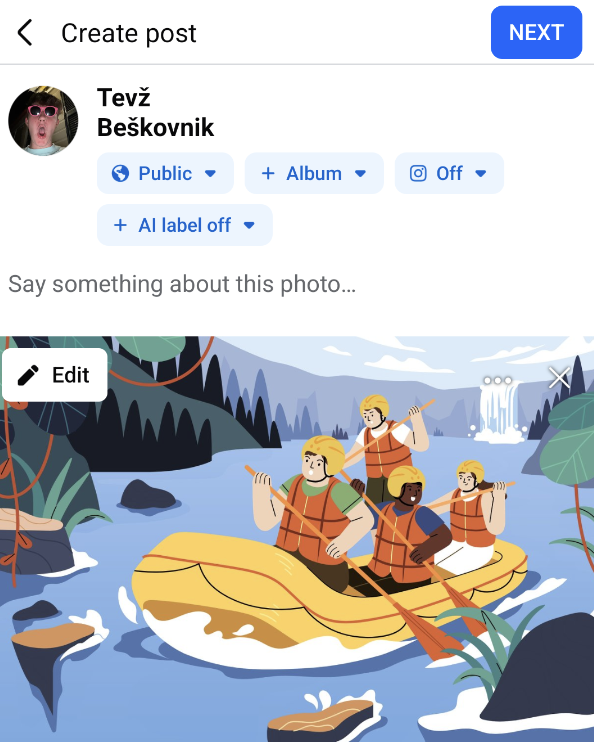 Create post
NEXT
Tevž
Beškovnik
Public
+ Album
Off
+ AI label off
Say something about this photo...
Edit